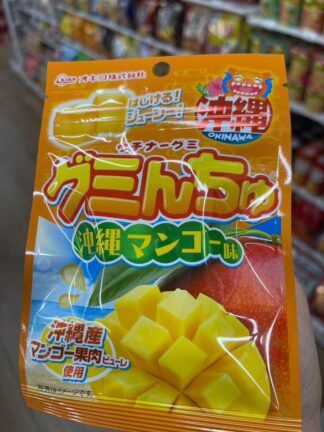 オキコ株式会社
はじける!
ジューシー!
沖縄
OKINAWA
ウチナーグミ
グミんちゅ
沖縄マンゴー味
沖縄産
マンゴー果肉ピューレ
使用